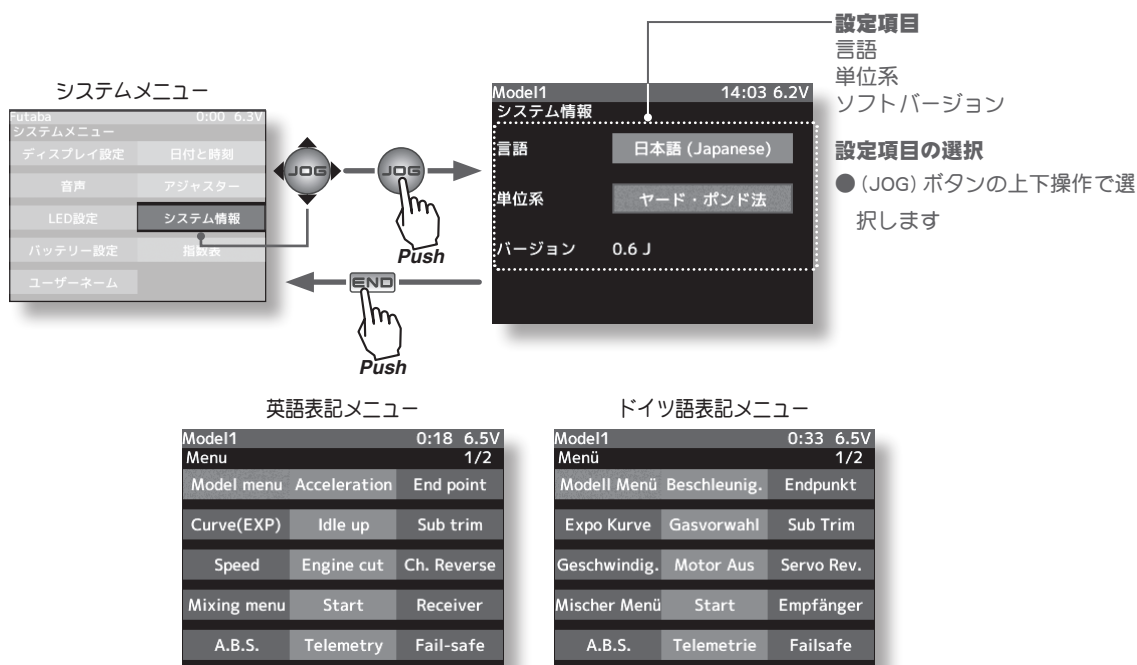 システムメニュー
Futaba 0:00 6.3V
システムメニュー
ディスプレイ設定 日付と時刻
音声 アジャスター
LED設定 システム情報
バッテリー設定 指数表
ユーザーネーム
JOG
JOG
Push
END
Push
Model1 14:03 6.2V
システム情報
言語 日本語 (Japanese)
単位系 ヤード・ポンド法
バージョン 0.6 J
設定項目
言語
単位系
ソフトバージョン
設定項目の選択
●(JOG) ボタンの上下操作で選
択します
英語表記メニュー
Model1 0:18 6.5V
Menu 1/2
Model menu Acceleration End point
Curve(EXP) Idle up Sub trim
Speed Engine cut Ch. Reverse
Mixing menu Start Receiver
A.B.S. Telemetry Fail-safe
ドイツ語表記メニュー
Model1 0:33 6.5V
Menü 1/2
Modell Menü Beschleunig. Endpunkt
Expo Kurve Gasvorwahl Sub Trim
Geschwindig. Motor Aus Servo Rev.
Mischer Menü Start Empfänger
A.B.S. Telemetrie Failsafe